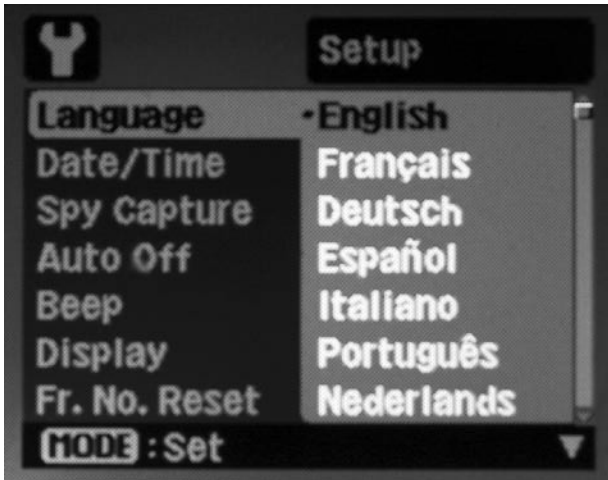 Setup
Language ·English
Date/Time Français
Spy Capture Deutsch
Auto Off Español
Beep Italiano
Display Português
Fr. No. Reset Nederlands
MODE :Set